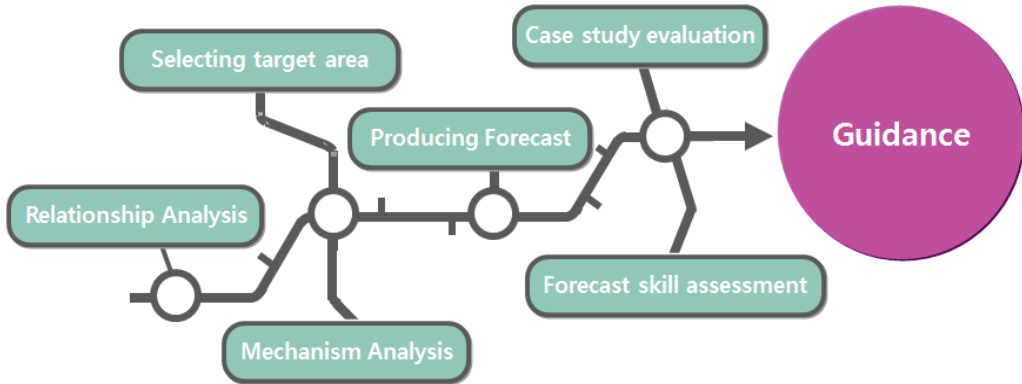 Relationship Analysis
Selecting target area
Mechanism Analysis
Producing Forecast
Case study evaluation
Forecast skill assessment
Guidance